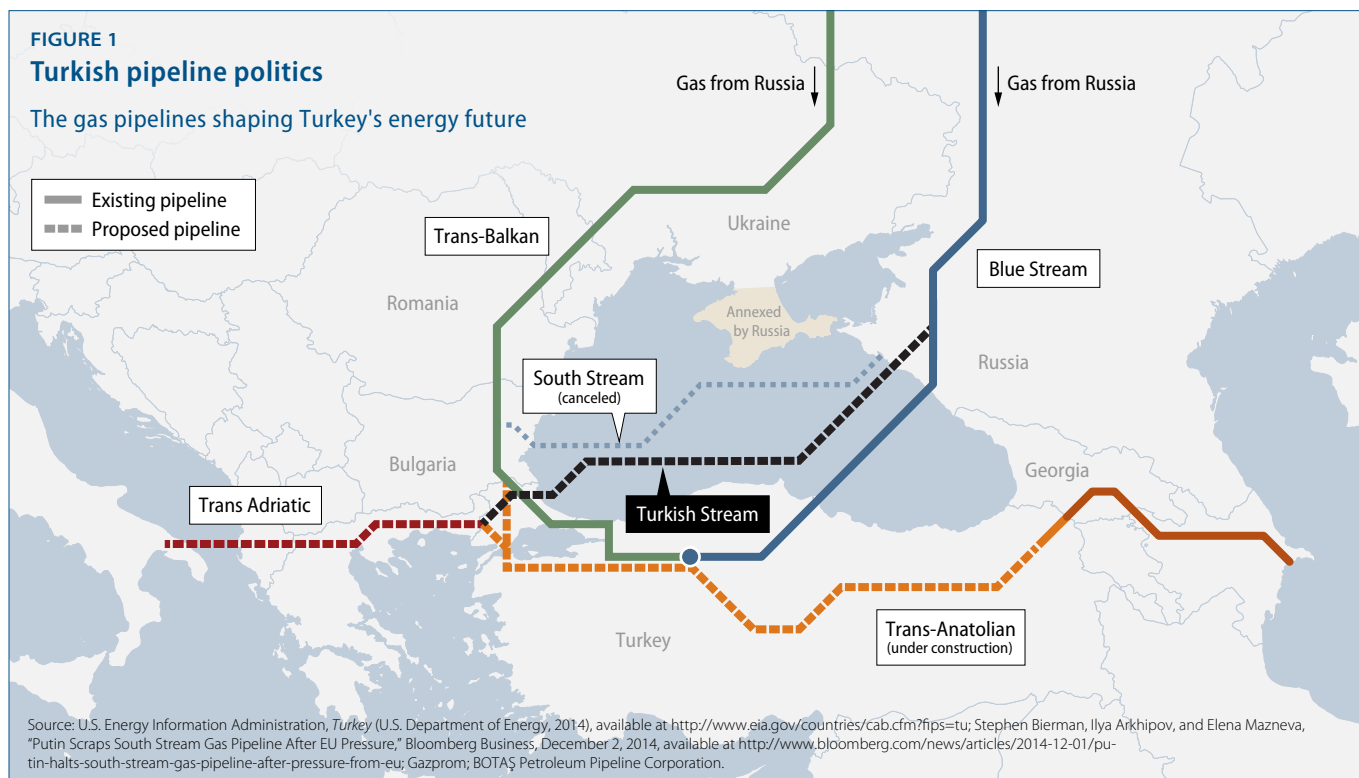 FIGURE 1
Turkish pipeline politics
The gas pipelines shaping Turkey's energy future
Existing pipeline
Proposed pipeline
Gas from Russia
Gas from Russia
Trans-Balkan
Ukraine
Blue Stream
Romania
Annexed
by Russia
Russia
South Stream
(canceled)
Bulgaria
Georgia
Trans Adriatic
Turkish Stream
Turkey
Trans-Anatolian
(under construction)
Source: U.S. Energy Information Administration, Turkey (U.S. Department of Energy, 2014), available at http://www.eia.gov/countries/cab.cfm?fips=tu; Stephen Bierman, Ilya Arkhipov, and Elena Mazneva,
"Putin Scraps South Stream Gas Pipeline After EU Pressure," Bloomberg Business, December 2, 2014, available at http://www.bloomberg.com/news/articles/2014-12-01/pu-
tin-halts-south-stream-gas-pipeline-after-pressure-from-eu; Gazprom; BOTAŞ Petroleum Pipeline Corporation.